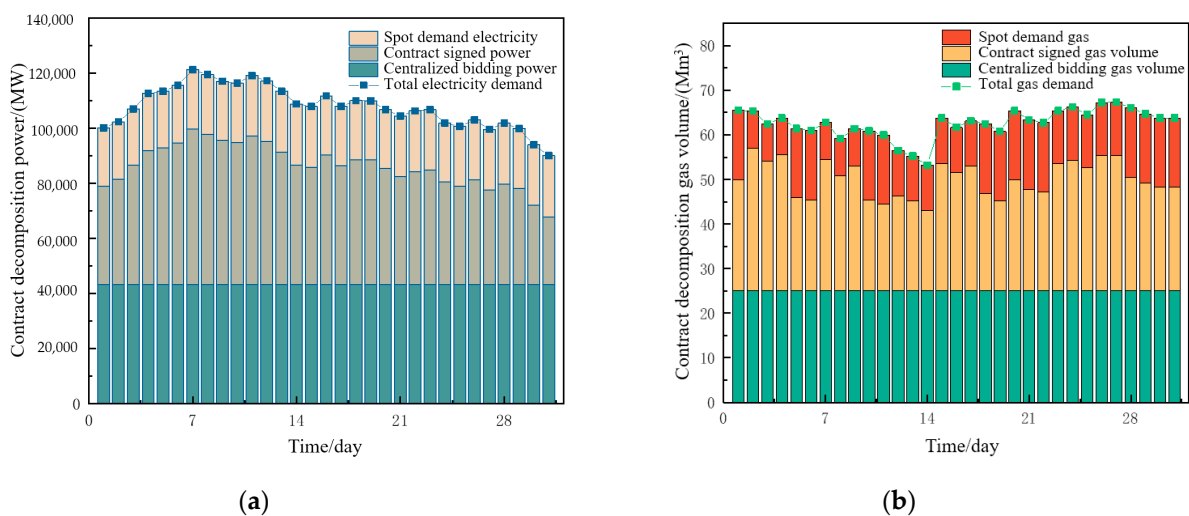 140,000
120,000
100,000
80,000
60,000
40,000
20,000
0
Contract decomposition power/(MW)
Spot demand electricity
Contract signed power
Centralized bidding power
Total electricity demand
0
7
14
21
28
Time/day
(a)
80
70
60
50
40
30
20
10
0
Contract decomposition gas volume/(Mm³)
Spot demand gas
Contract signed gas volume
Centralized bidding gas volume
Total gas demand
0
7
14
21
28
Time/day
(b)